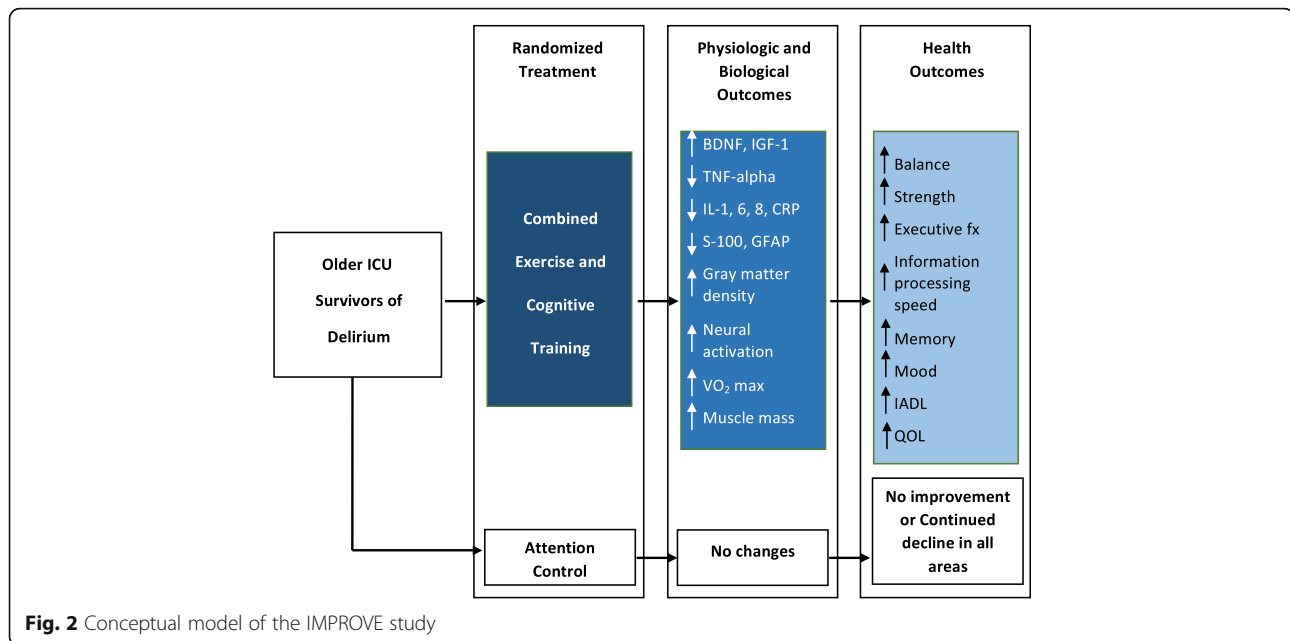 Older ICU
Survivors of
Delirium
Randomized
Treatment
Combined
Exercise and
Cognitive
Training
Attention
Control
Physiologic and
Biological
Outcomes
↑ BDNF, IGF-1
↓ TNF-alpha
↓ IL-1, 6, 8, CRP
↓ S-100, GFAP
↑ Gray matter
density
↑ Neural
activation
↑ VO₂ max
↑ Muscle mass
No changes
Health
Outcomes
↑ Balance
↑ Strength
↑ Executive fx
↑ Information
processing
speed
↑ Memory
↑ Mood
↑ IADL
↑ QOL
No improvement
or Continued
decline in all
areas
Fig. 2 Conceptual model of the IMPROVE study